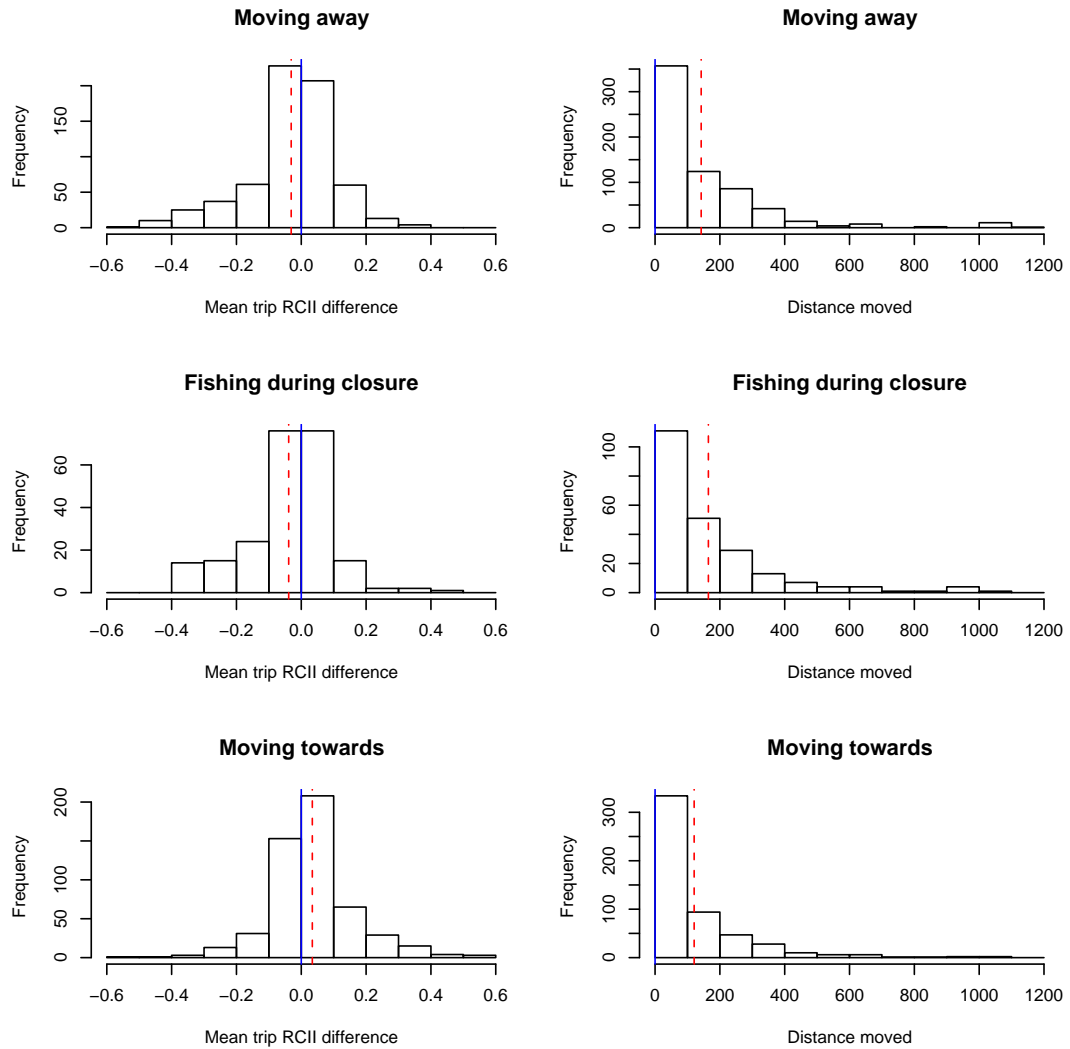 Moving away
Frequency
0
50
150
−0.6 −0.4 −0.2 0.0 0.2 0.4 0.6
Mean trip RCII difference
Moving away
Frequency
0
100
200
300
0 200 400 600 800 1000 1200
Distance moved
Fishing during closure
Frequency
0
20
40
60
−0.6 −0.4 −0.2 0.0 0.2 0.4 0.6
Mean trip RCII difference
Fishing during closure
Frequency
0
20
60
100
0 200 400 600 800 1000 1200
Distance moved
Moving towards
Frequency
0
50
100
200
−0.6 −0.4 −0.2 0.0 0.2 0.4 0.6
Mean trip RCII difference
Moving towards
Frequency
0
100
200
300
0 200 400 600 800 1000 1200
Distance moved